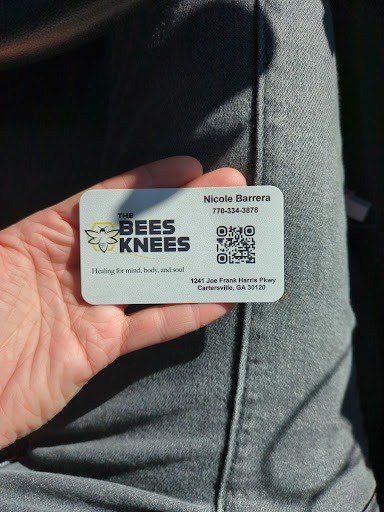 THE
BEES
KNEES
Healing for mind, body, and soul
Nicole Barrera
770-334-3878
1241 Joe Frank Harris Pkwy
Cartersville, GA 30120